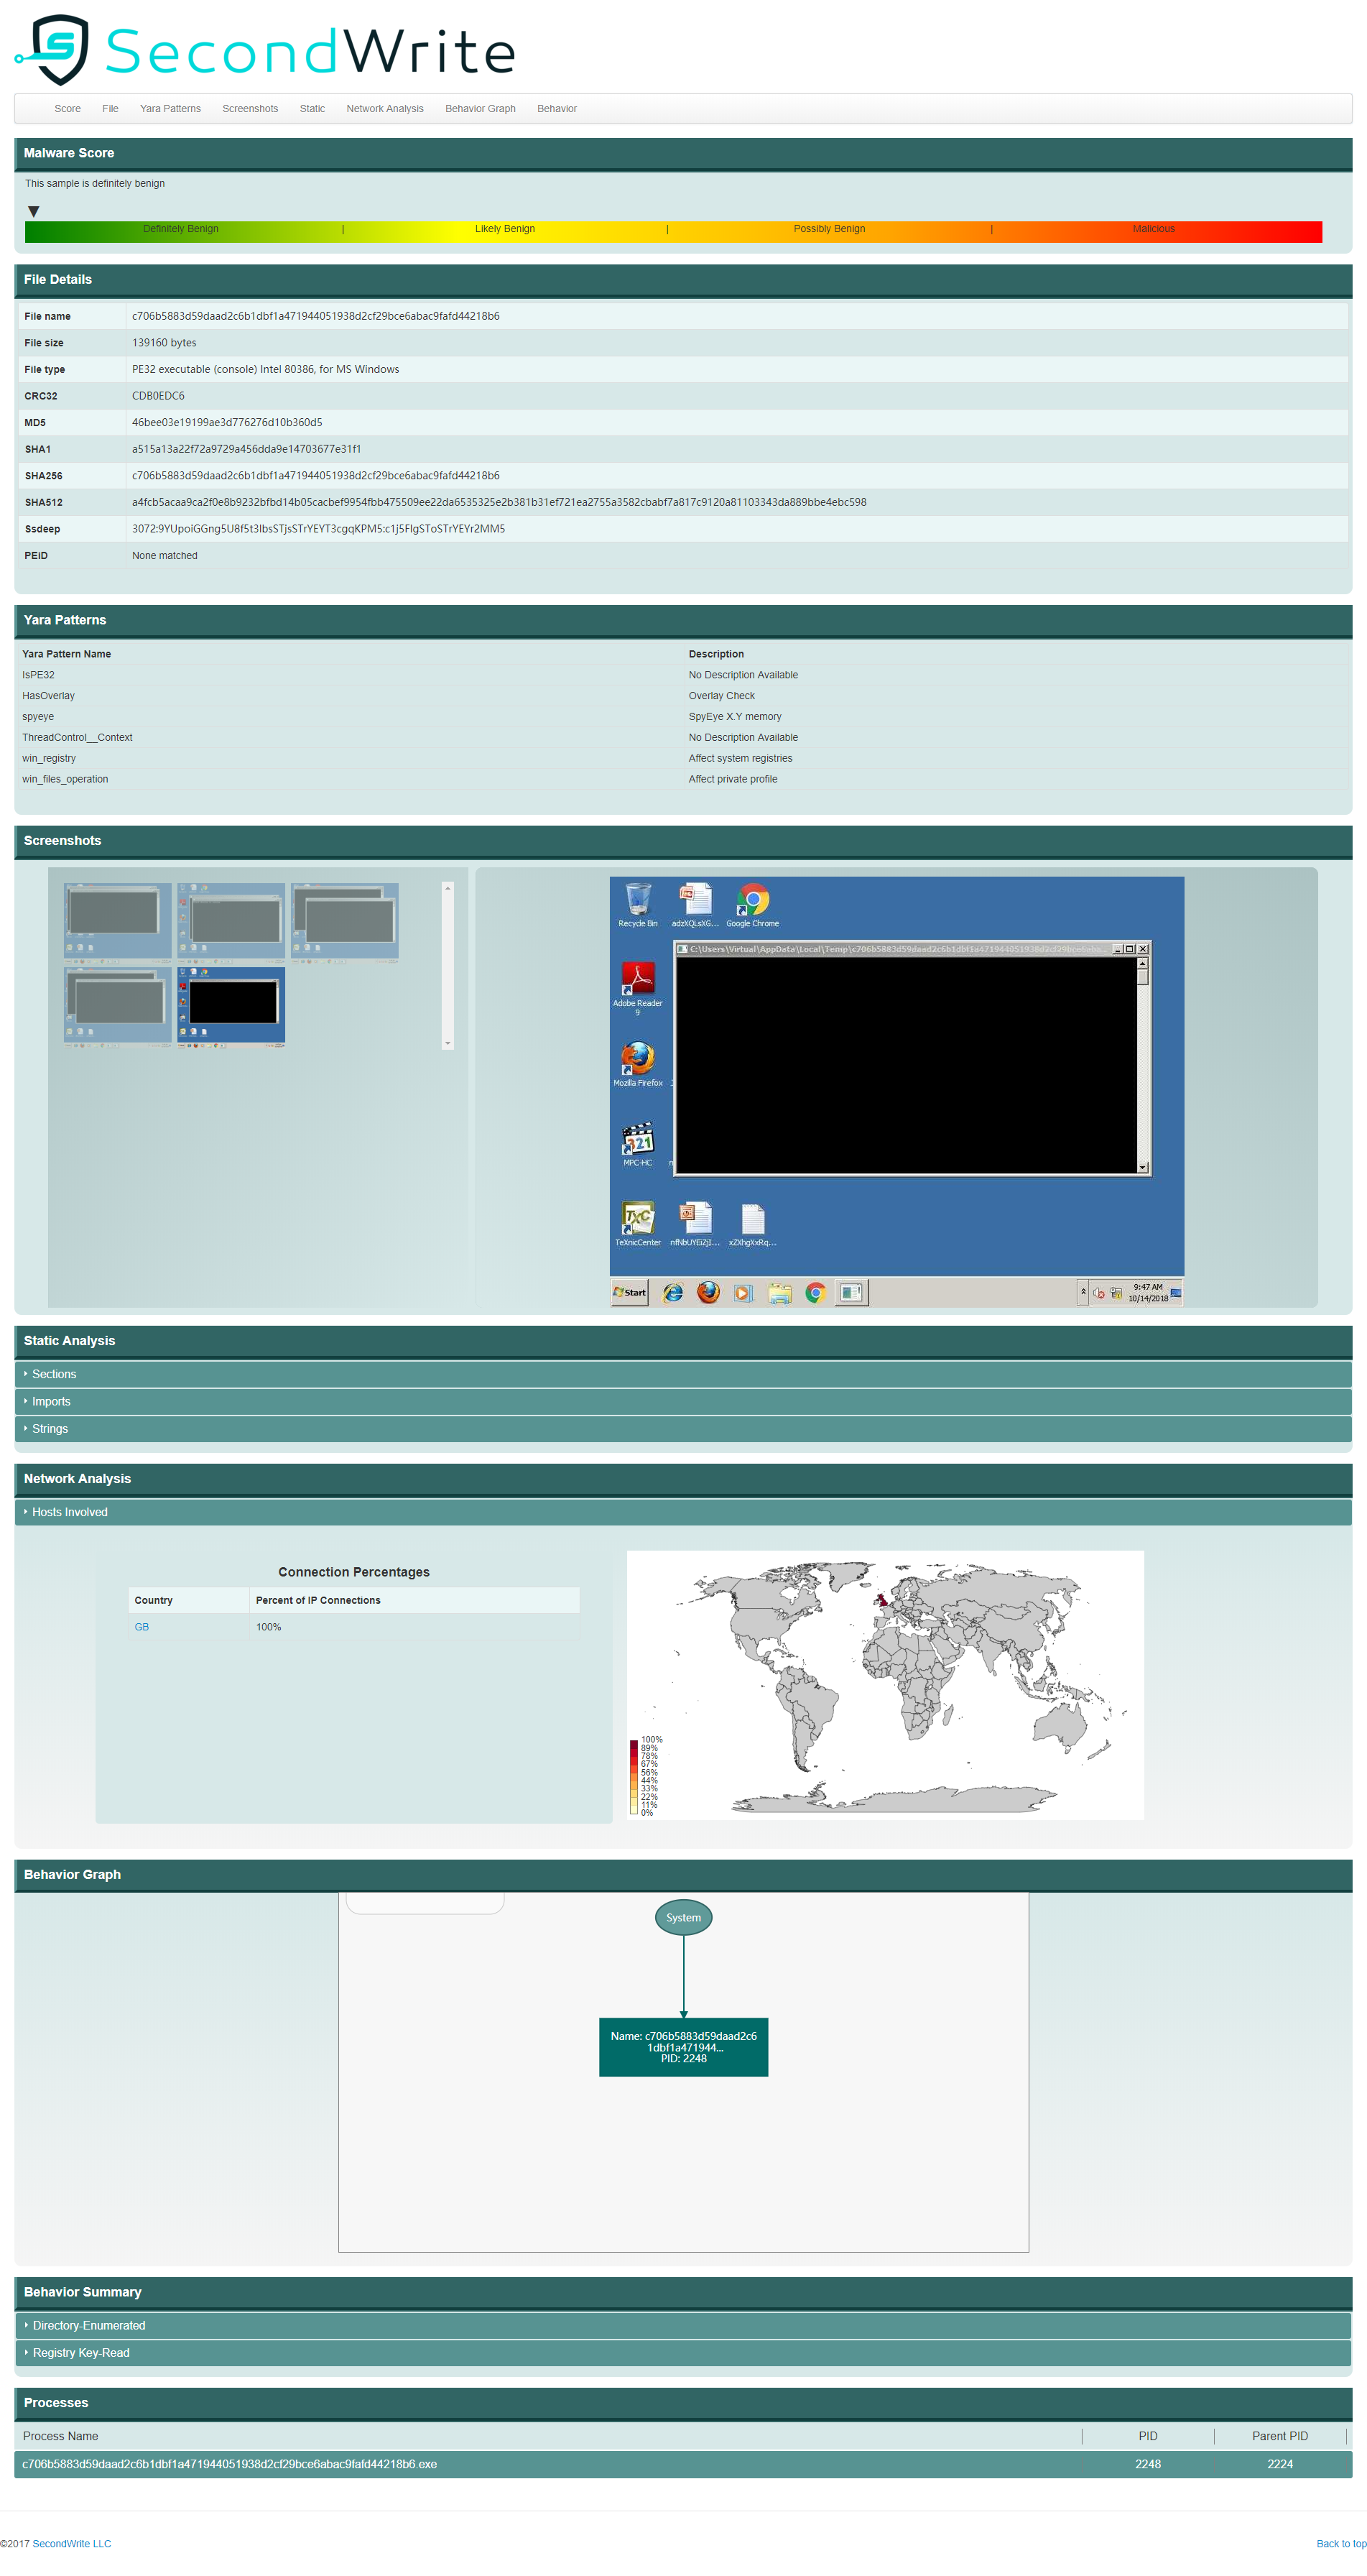 SecondWrite
Score File Yara Patterns Screenshots Static Network Analysis Behavior Graph Behavior
Malware Score
This sample is definitely benign
Definitely Benign | Likely Benign | Possibly Benign | Malicious
File Details
File name c706b5883d59daad2c6b1dbf1a471944051938d2cf29bce6abac9fafd44218b6
File size 139160 bytes
File type PE32 executable (console) Intel 80386, for MS Windows
CRC32 CDB0EDC6
MD5 46bee03e19199ae3d776276d10b360d5
SHA1 a515a13a22f72a9729a456dda9e14703677e31f1
SHA256 c706b5883d59daad2c6b1dbf1a471944051938d2cf29bce6abac9fafd44218b6
SHA512 a4fcb5acaa9ca2f0e8b9232bfbd14b05cacbef9954fbb475509ee22da6535325e2b381b31ef721ea2755a3582cbabf7a817c9120a81103343da889bbe4ebc598
Ssdeep 3072:9YUpoiGGng5U8f5t3IbsSTjsSTrYEYT3cgqKPM5:c1j5FIgSToSTrYEYr2MM5
PEiD None matched
Yara Patterns
Yara Pattern Name Description
IsPE32 No Description Available
HasOverlay Overlay Check
spyeye SpyEye X.Y memory
ThreadControl__Context No Description Available
win_registry Affect system registries
win_files_operation Affect private profile
Screenshots
Recycle Bin adzXQLsXG... Google Chrome
Adobe Reader
9
Mozilla Firefox
MPC-HC
TeXnicCenter nfNbUYEiZjI... xZXhgXxRq...
Start 9:47 AM
10/14/2018
Static Analysis
Sections
Imports
Strings
Network Analysis
Hosts Involved
Connection Percentages
Country Percent of IP Connections
GB 100%
100%
89%
78%
67%
56%
44%
33%
22%
11%
0%
Behavior Graph
System
Name: c706b5883d59daad2c6
1dbf1a471944...
PID: 2248
Behavior Summary
Directory-Enumerated
Registry Key-Read
Processes
Process Name PID Parent PID
c706b5883d59daad2c6b1dbf1a471944051938d2cf29bce6abac9fafd44218b6.exe 2248 2224
©2017 SecondWrite LLC Back to top